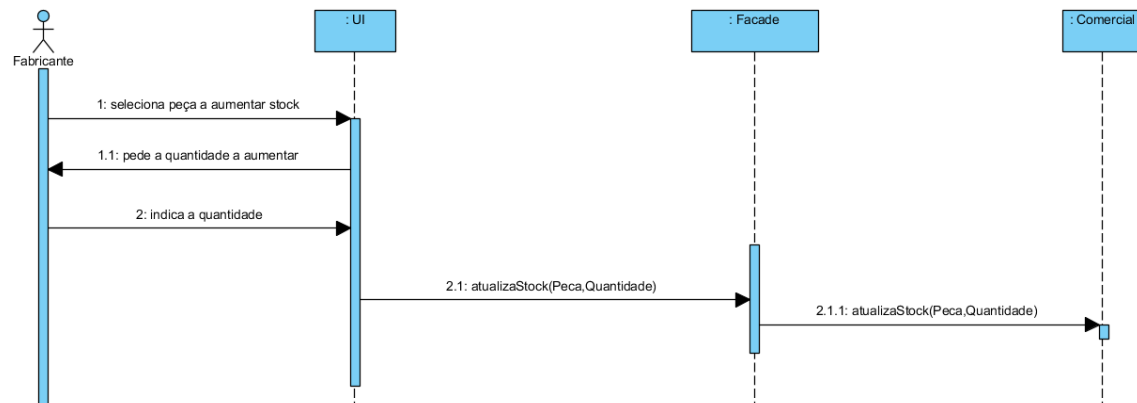 : UI
: Facade
: Comercial
Fabricante
1: seleciona peça a aumentar stock
1.1: pede a quantidade a aumentar
2: indica a quantidade
2.1: atualizaStock(Peca,Quantidade)
2.1.1: atualizaStock(Peca,Quantidade)